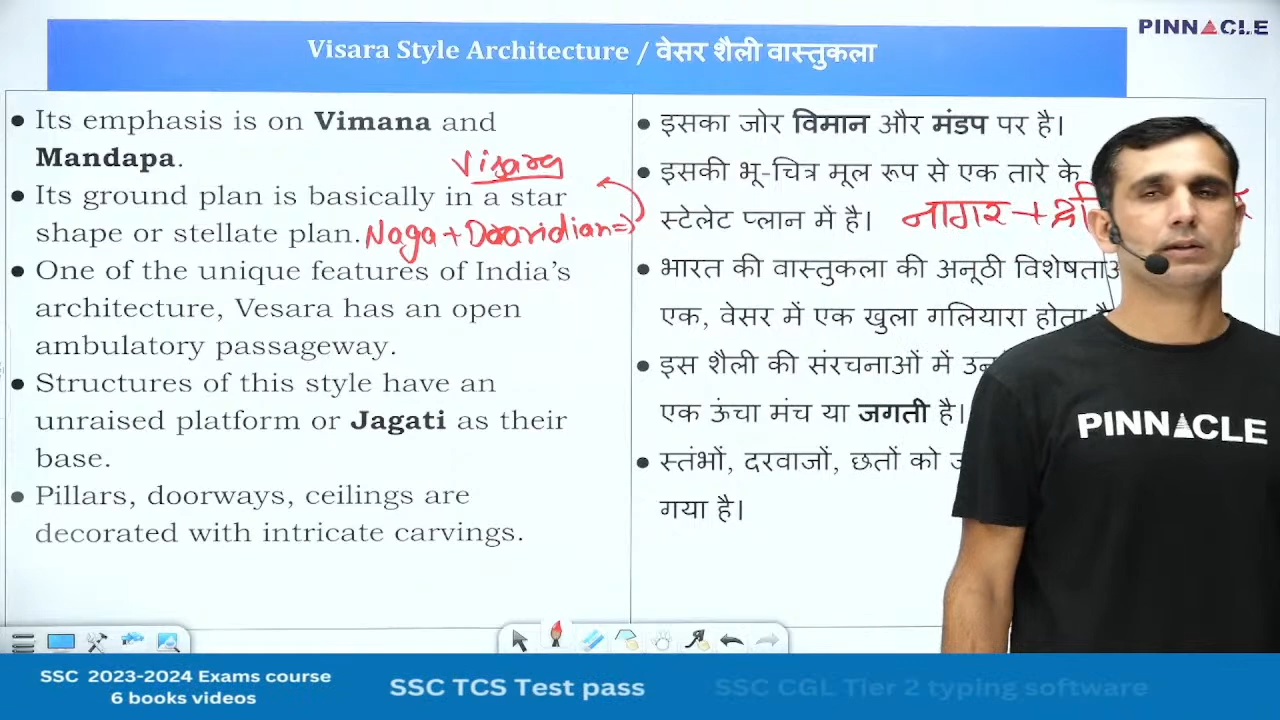 PINNACLE
Visara Style Architecture / वेसर शैली वास्तुकला
• Its emphasis is on Vimana and
Mandapa.
Visara
• Its ground plan is basically in a star
shape or stellate plan.
Naga + Dravidian ⇒
• One of the unique features of India's
architecture, Vesara has an open
ambulatory passageway.
• Structures of this style have an
unraised platform or Jagati as their
base.
• Pillars, doorways, ceilings are
decorated with intricate carvings.
• इसका जोर विमान और मंडप पर है।
• इसकी भू-चित्र मूल रूप से एक तारे के
स्टेलेट प्लान में है।
नागर +
• भारत की वास्तुकला की अनूठी
एक, वेसर में एक खुला गलियारा होता है
• इस शैली की संरचनाओं में
एक ऊंचा मंच या जगती है।
• स्तंभों, दरवाजों, छतों को
गया है।
PINNACLE
SSC 2023-2024 Exams course
6 books videos
SSC TCS Test pass
SSC CGL Tier 2 typing software